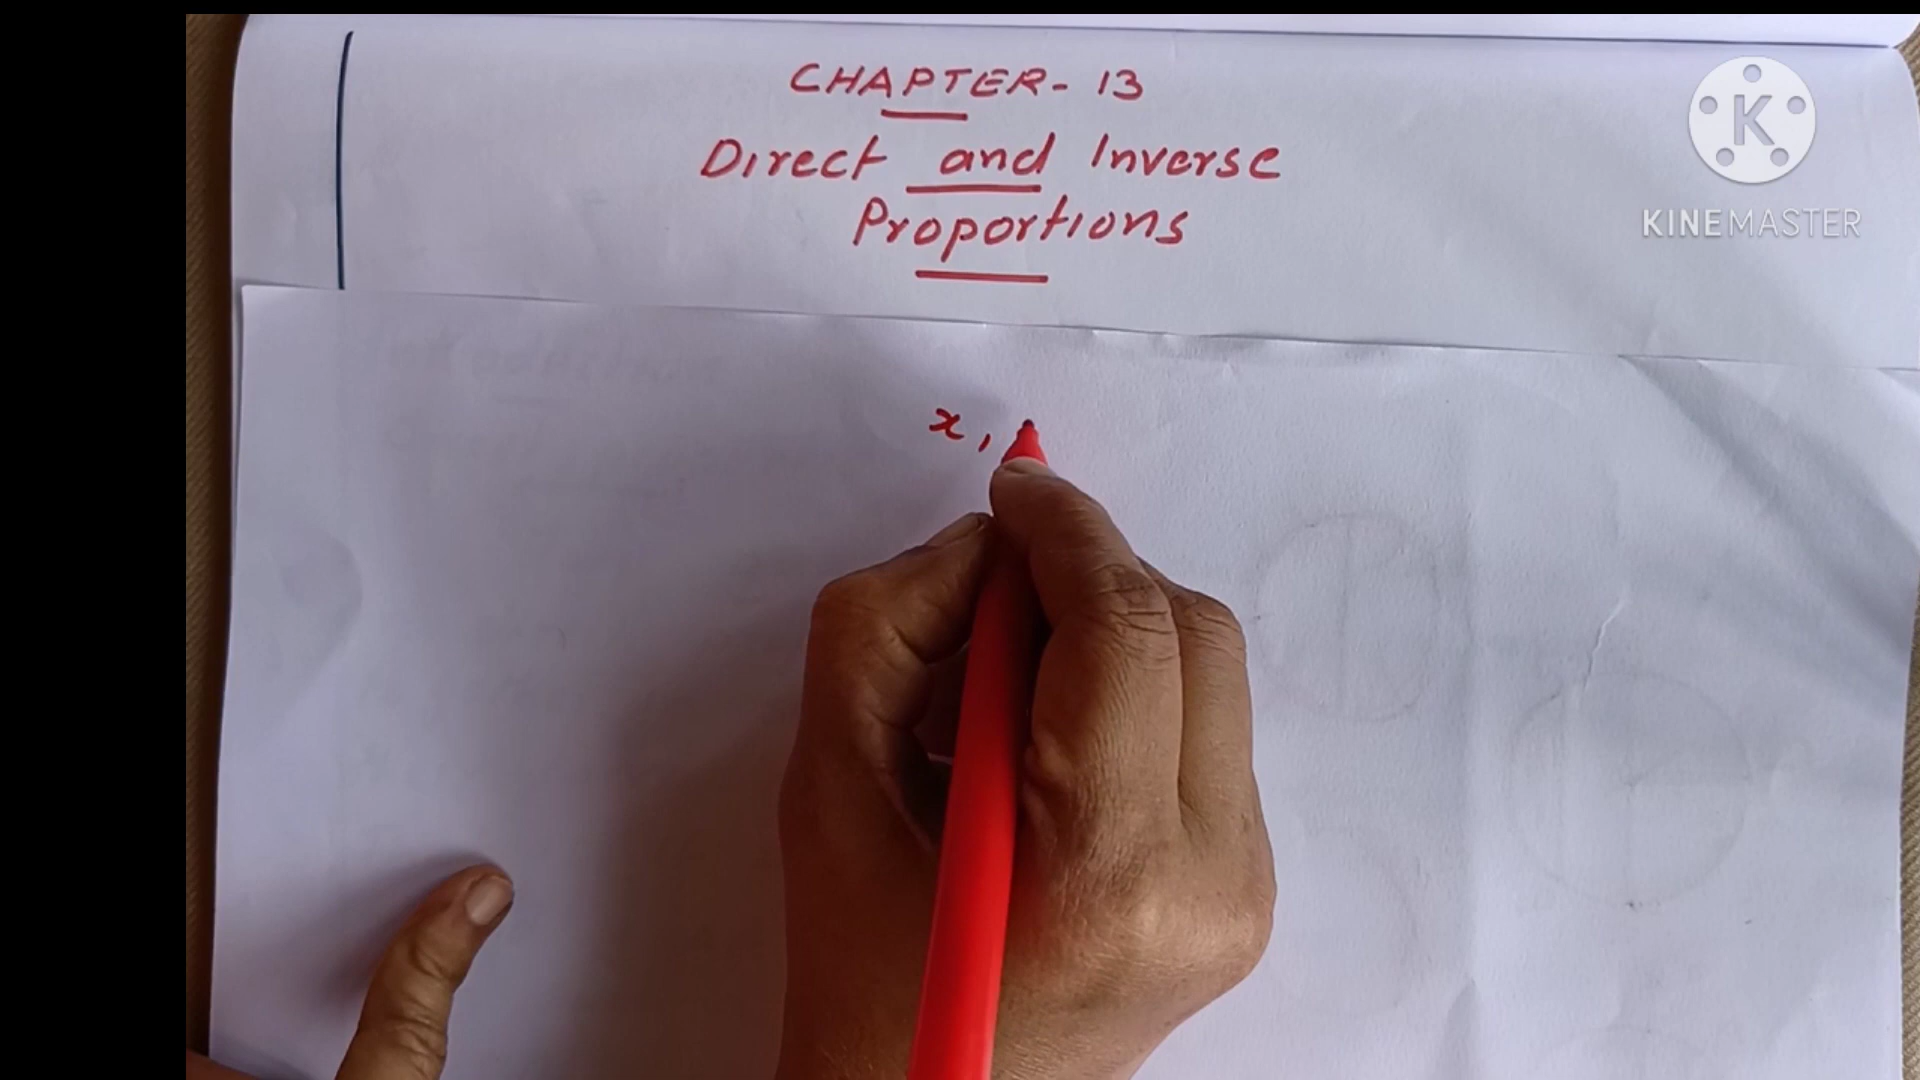 CHAPTER - 13
Direct and Inverse
Proportions
K
KINEMASTER
x,